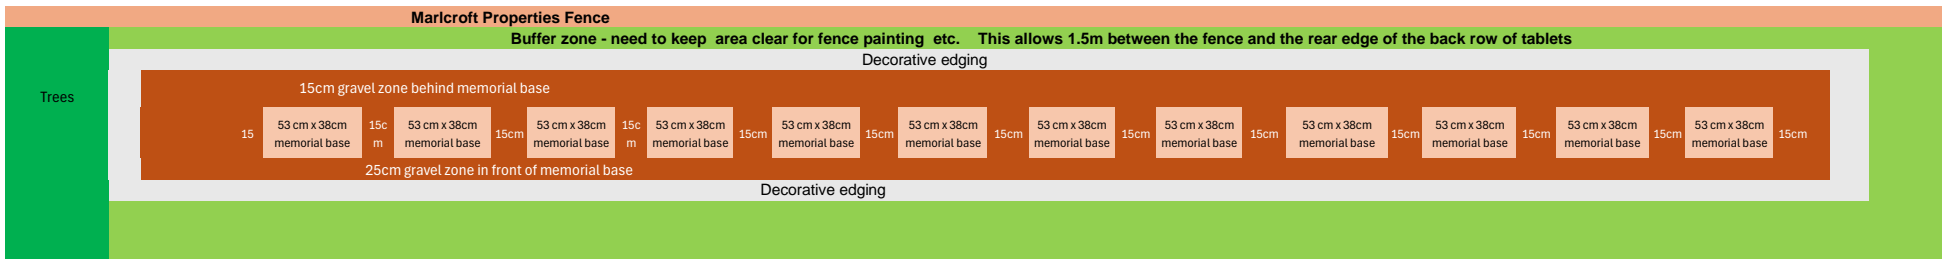 Marlcroft Properties Fence
Buffer zone - need to keep area clear for fence painting etc. This allows 1.5m between the fence and the rear edge of the back row of tablets
Decorative edging
Trees
15cm gravel zone behind memorial base
15 53 cm x 38cm 15c 53 cm x 38cm 15cm 53 cm x 38cm 15c 53 cm x 38cm 15cm 53 cm x 38cm 15cm 53 cm x 38cm 15cm 53 cm x 38cm 15cm 53 cm x 38cm 15cm 53 cm x 38cm 15cm 53 cm x 38cm 15cm 53 cm x 38cm 15cm 53 cm x 38cm 15cm
memorial base m memorial base memorial base m memorial base memorial base memorial base memorial base memorial base memorial base memorial base memorial base memorial base
25cm gravel zone in front of memorial base
Decorative edging